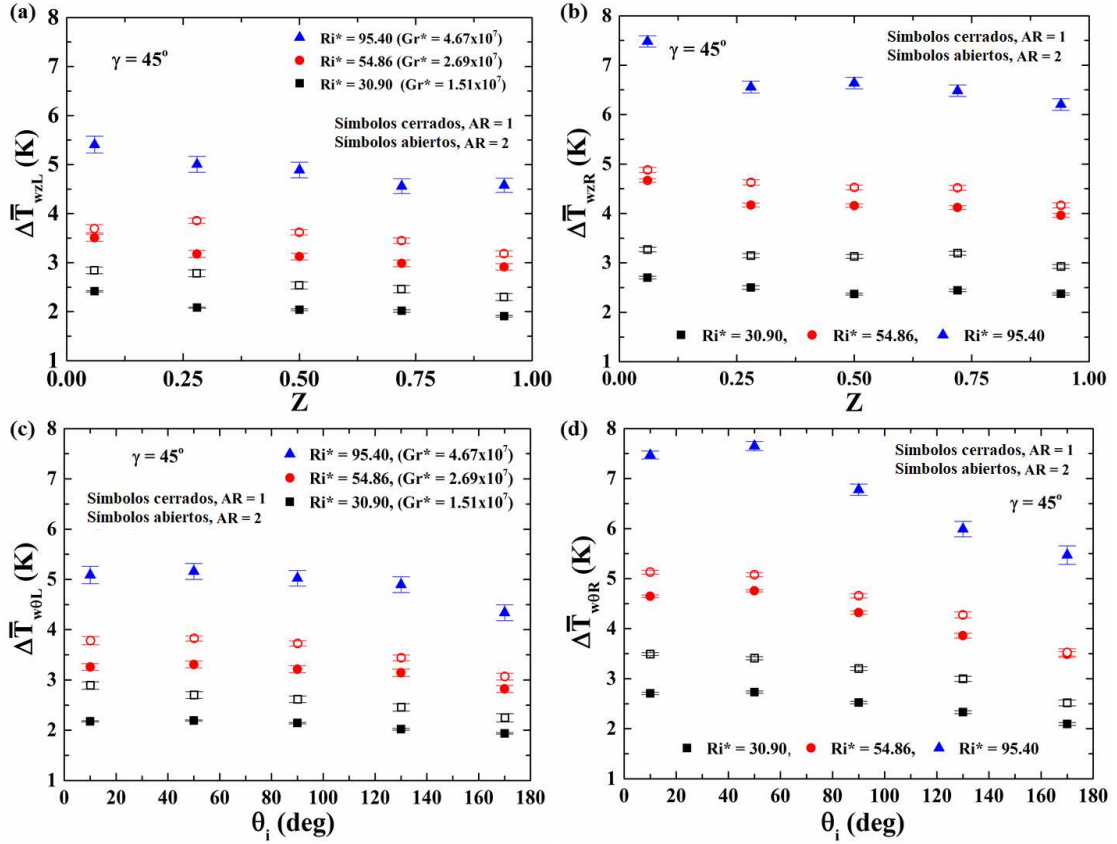 (a)
8
7
6
5
4
3
2
1
ΔT̿wzL (K)
γ = 45°
Ri* = 95.40 (Gr* = 4.67x10⁷)
Ri* = 54.86 (Gr* = 2.69x10⁷)
Ri* = 30.90 (Gr* = 1.51x10⁷)
Símbolos cerrados, AR = 1
Símbolos abiertos, AR = 2
0.00 0.25 0.50 0.75 1.00
Z
(b)
8
7
6
5
4
3
2
1
ΔT̿wzR (K)
γ = 45°
Símbolos cerrados, AR = 1
Símbolos abiertos, AR = 2
Ri* = 30.90, Ri* = 54.86, Ri* = 95.40
0.00 0.25 0.50 0.75 1.00
Z
(c)
8
7
6
5
4
3
2
1
ΔT̿wθL (K)
γ = 45°
Ri* = 95.40, (Gr* = 4.67x10⁷)
Ri* = 54.86, (Gr* = 2.69x10⁷)
Ri* = 30.90, (Gr* = 1.51x10⁷)
Símbolos cerrados, AR = 1
Símbolos abiertos, AR = 2
0 20 40 60 80 100 120 140 160 180
θi (deg)
(d)
8
7
6
5
4
3
2
1
ΔT̿wθR (K)
Símbolos cerrados, AR = 1
Símbolos abiertos, AR = 2
γ = 45°
Ri* = 30.90, Ri* = 54.86, Ri* = 95.40
0 20 40 60 80 100 120 140 160 180
θi (deg)